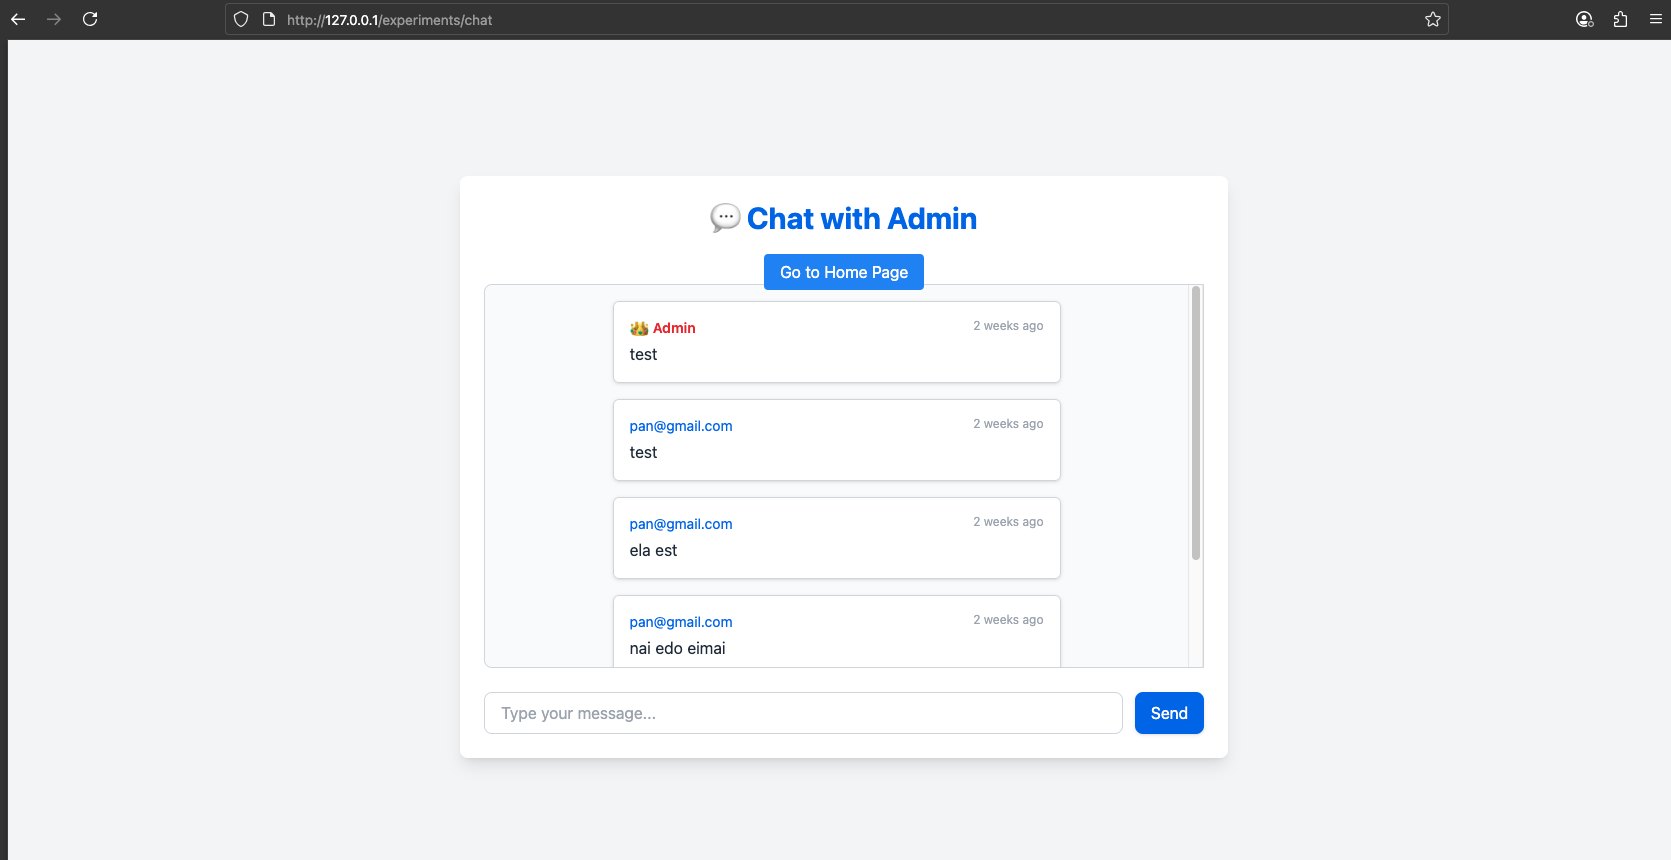 http://127.0.0.1/experiments/chat
Chat with Admin
Go to Home Page
Admin
2 weeks ago
test
pan@gmail.com
2 weeks ago
test
pan@gmail.com
2 weeks ago
ela est
pan@gmail.com
2 weeks ago
nai edo eimai
Type your message...
Send